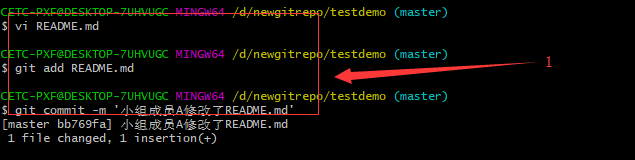 CETC-PXF@DESKTOP-7UHVUGC MINGW64 /d/newgitrepo/testdemo (master)
$ vi README.md
CETC-PXF@DESKTOP-7UHVUGC MINGW64 /d/newgitrepo/testdemo (master)
$ git add README.md
1
CETC-PXF@DESKTOP-7UHVUGC MINGW64 /d/newgitrepo/testdemo (master)
$ git commit -m '小组成员A修改了README.md'
[master bb769fa] 小组成员A修改了README.md
1 file changed, 1 insertion(+)